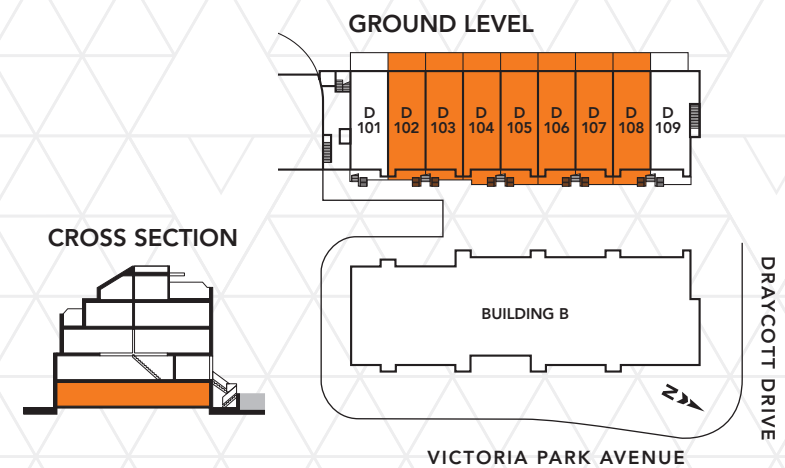 GROUND LEVEL
D
101
D
102
D
103
D
104
D
105
D
106
D
107
D
108
D
109
CROSS SECTION
BUILDING B
DRAYCOTT DRIVE
N
VICTORIA PARK AVENUE